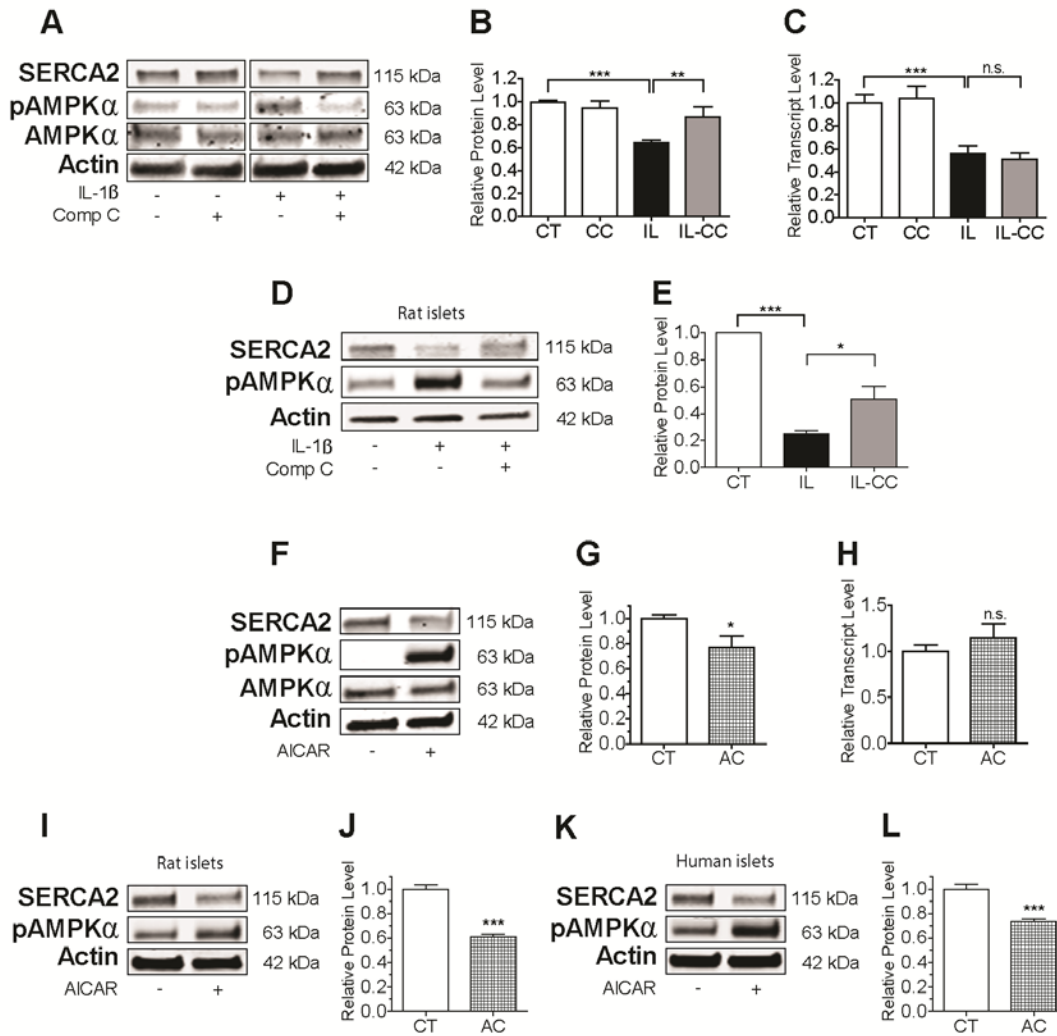 A
SERCA2 115 kDa
pAMPKα 63 kDa
AMPKα 63 kDa
Actin 42 kDa
IL-1ß - - + +
Comp C - + - +
B
Relative Protein Level
1.2
1.0
0.8
0.6
0.4
0.2
0.0
*** **
CT CC IL IL-CC
C
Relative Transcript Level
1.2
1.0
0.8
0.6
0.4
0.2
0.0
*** n.s.
CT CC IL IL-CC
D
Rat islets
SERCA2 115 kDa
pAMPKα 63 kDa
Actin 42 kDa
IL-1ß - + +
Comp C - - +
E
Relative Protein Level
1.0
0.8
0.6
0.4
0.2
0.0
***
*
CT IL IL-CC
F
SERCA2 115 kDa
pAMPKα 63 kDa
AMPKα 63 kDa
Actin 42 kDa
AICAR - +
G
Relative Protein Level
1.0
0.8
0.6
0.4
0.2
0.0
*
CT AC
H
Relative Transcript Level
1.5
1.0
0.5
0.0
n.s.
CT AC
I
Rat islets
SERCA2 115 kDa
pAMPKα 63 kDa
Actin 42 kDa
AICAR - +
J
Relative Protein Level
1.0
0.8
0.6
0.4
0.2
0.0
***
CT AC
K
Human islets
SERCA2 115 kDa
pAMPKα 63 kDa
Actin 42 kDa
AICAR - +
L
Relative Protein Level
1.0
0.8
0.6
0.4
0.2
0.0
***
CT AC